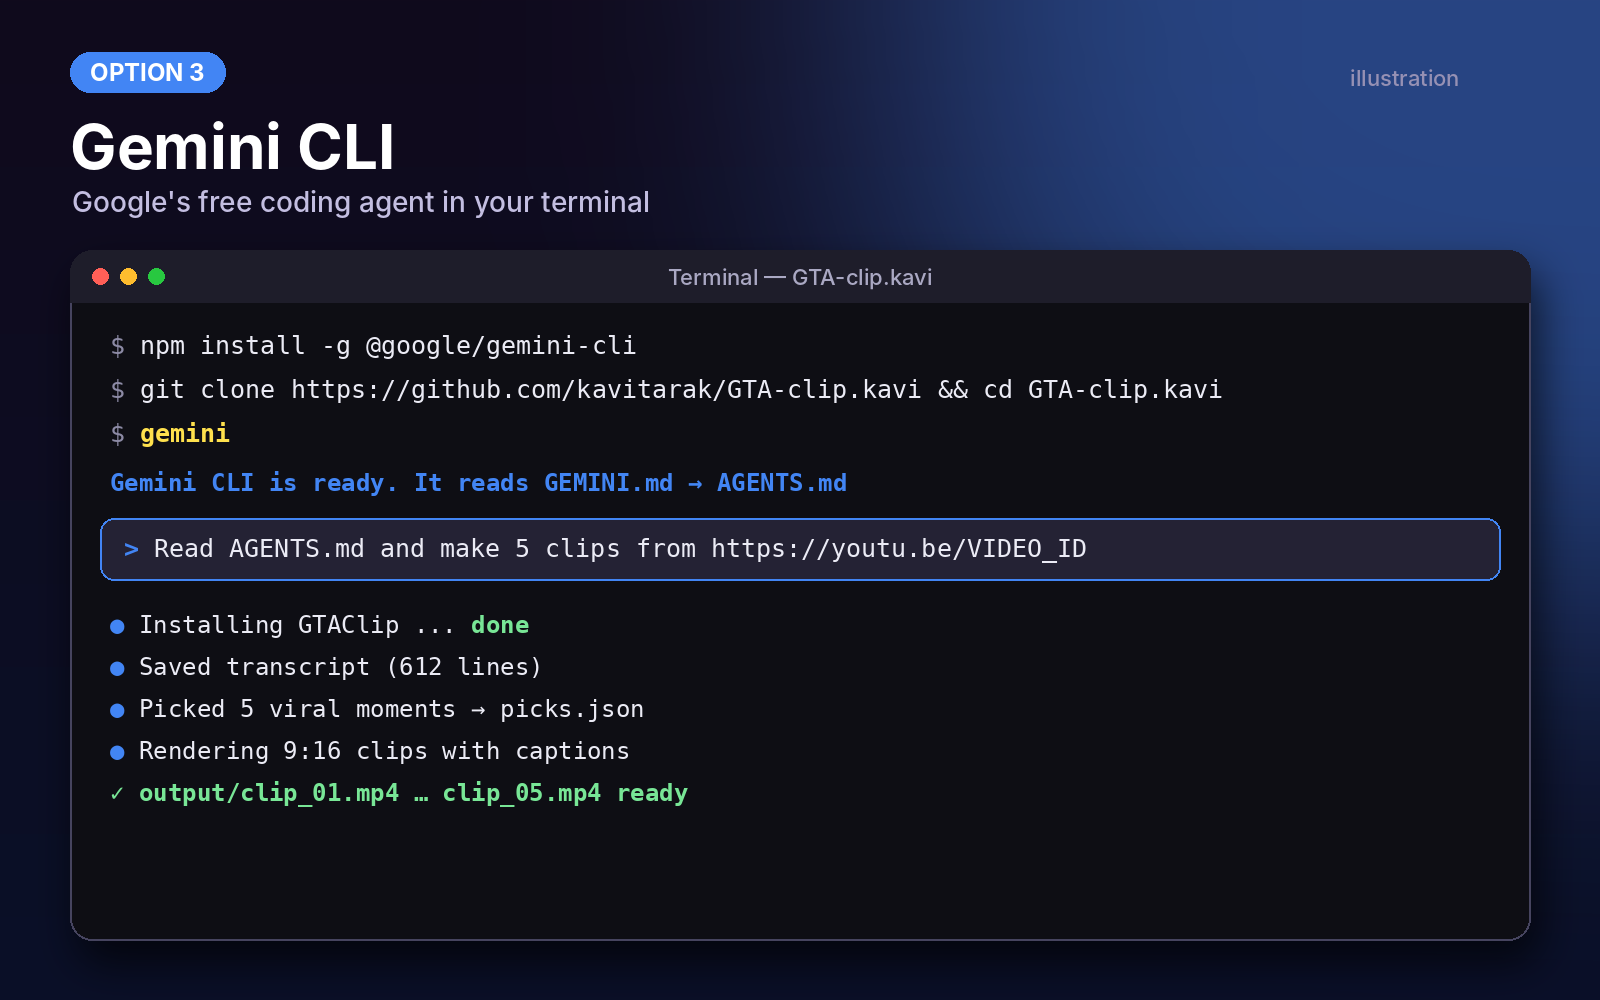 OPTION 3
illustration
Gemini CLI
Google's free coding agent in your terminal
Terminal — GTA-clip.kavi
$ npm install -g @google/gemini-cli
$ git clone https://github.com/kavitarak/GTA-clip.kavi && cd GTA-clip.kavi
$ gemini
Gemini CLI is ready. It reads GEMINI.md → AGENTS.md
> Read AGENTS.md and make 5 clips from https://youtu.be/VIDEO_ID
● Installing GTAClip ... done
● Saved transcript (612 lines)
● Picked 5 viral moments → picks.json
● Rendering 9:16 clips with captions
✓ output/clip_01.mp4 … clip_05.mp4 ready